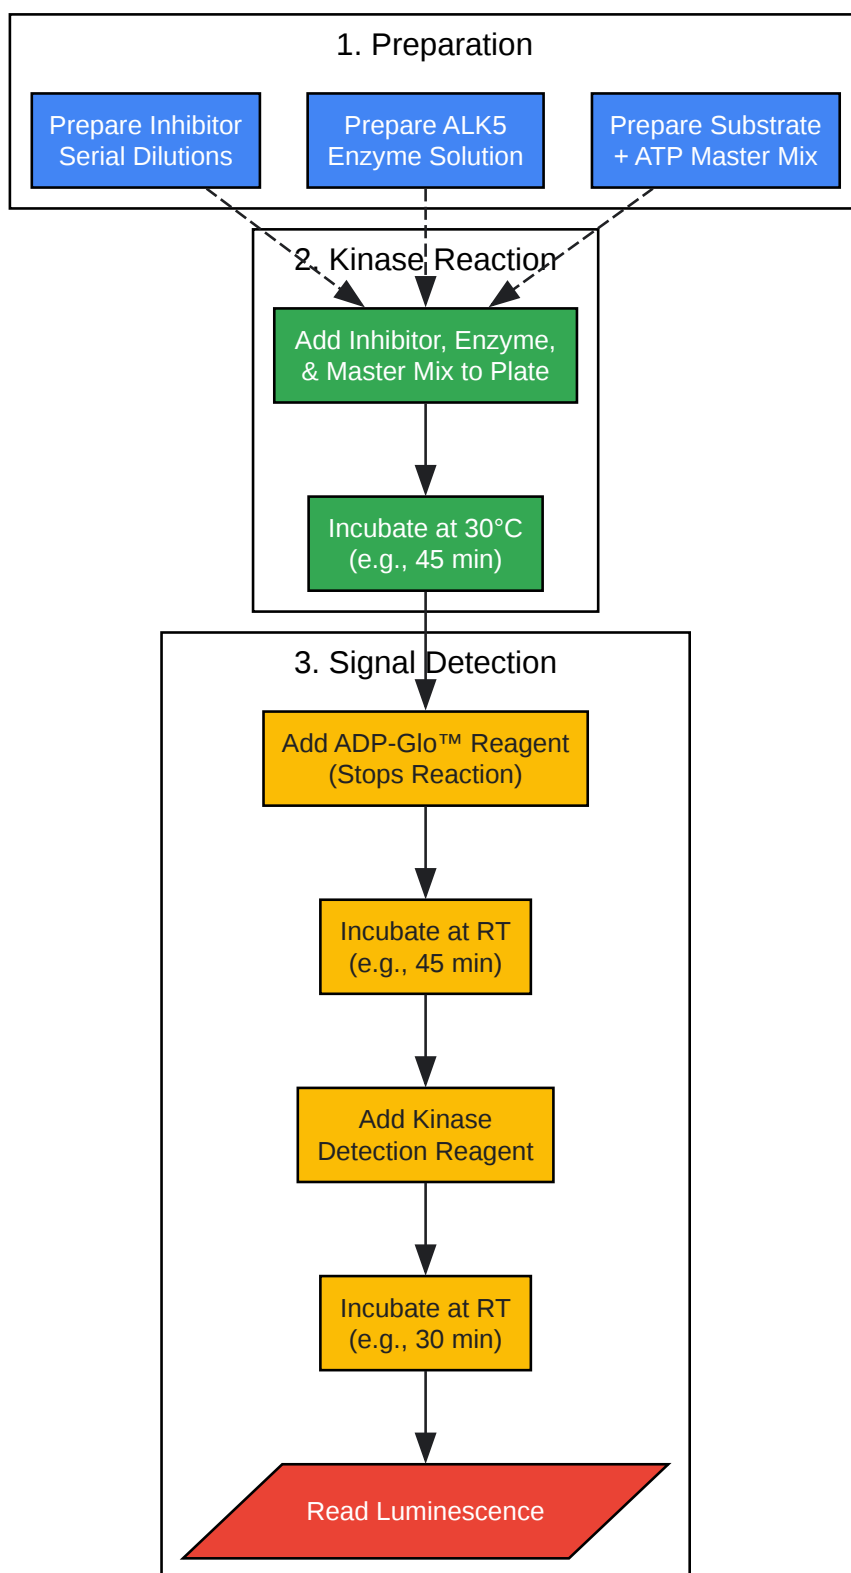 1. Preparation
Prepare Inhibitor
Serial Dilutions
Prepare ALK5
Enzyme Solution
Prepare Substrate
+ ATP Master Mix
2. Kinase Reaction
Add Inhibitor, Enzyme,
& Master Mix to Plate
Incubate at 30°C
(e.g., 45 min)
3. Signal Detection
Add ADP-Glo™ Reagent
(Stops Reaction)
Incubate at RT
(e.g., 45 min)
Add Kinase
Detection Reagent
Incubate at RT
(e.g., 30 min)
Read Luminescence